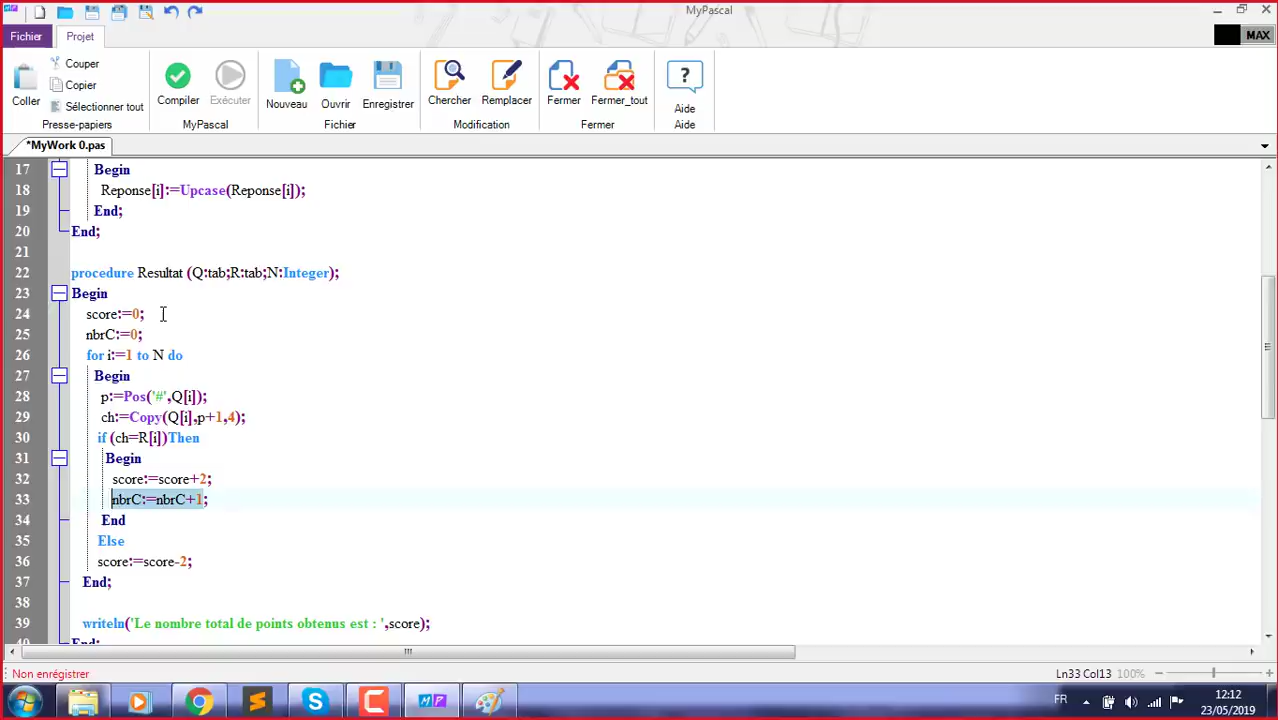 MyPascal
Fichier
Projet
MAX
Coller
Couper
Copier
Sélectionner tout
Presse-papiers
Compiler
Exécuter
MyPascal
Nouveau
Ouvrir
Enregistrer
Fichier
Chercher
Remplacer
Modification
Fermer
Fermer_tout
Fermer
Aide
Aide
*MyWork 0.pas
17 Begin
18 Reponse[i]:=Upcase(Reponse[i]);
19 End;
20 End;
21
22 procedure Resultat (Q:tab;R:tab;N:Integer);
23 Begin
24 score:=0;
25 nbrC:=0;
26 for i:=1 to N do
27 Begin
28 p:=Pos('#',Q[i]);
29 ch:=Copy(Q[i],p+1,4);
30 if (ch=R[i])Then
31 Begin
32 score:=score+2;
33 nbrC:=nbrC+1;
34 End
35 Else
36 score:=score-2;
37 End;
38
39 writeln('Le nombre total de points obtenus est : ',score);
40 End;
Non enrégistrer
Ln33 Col13 100%
FR
12:12
23/05/2019